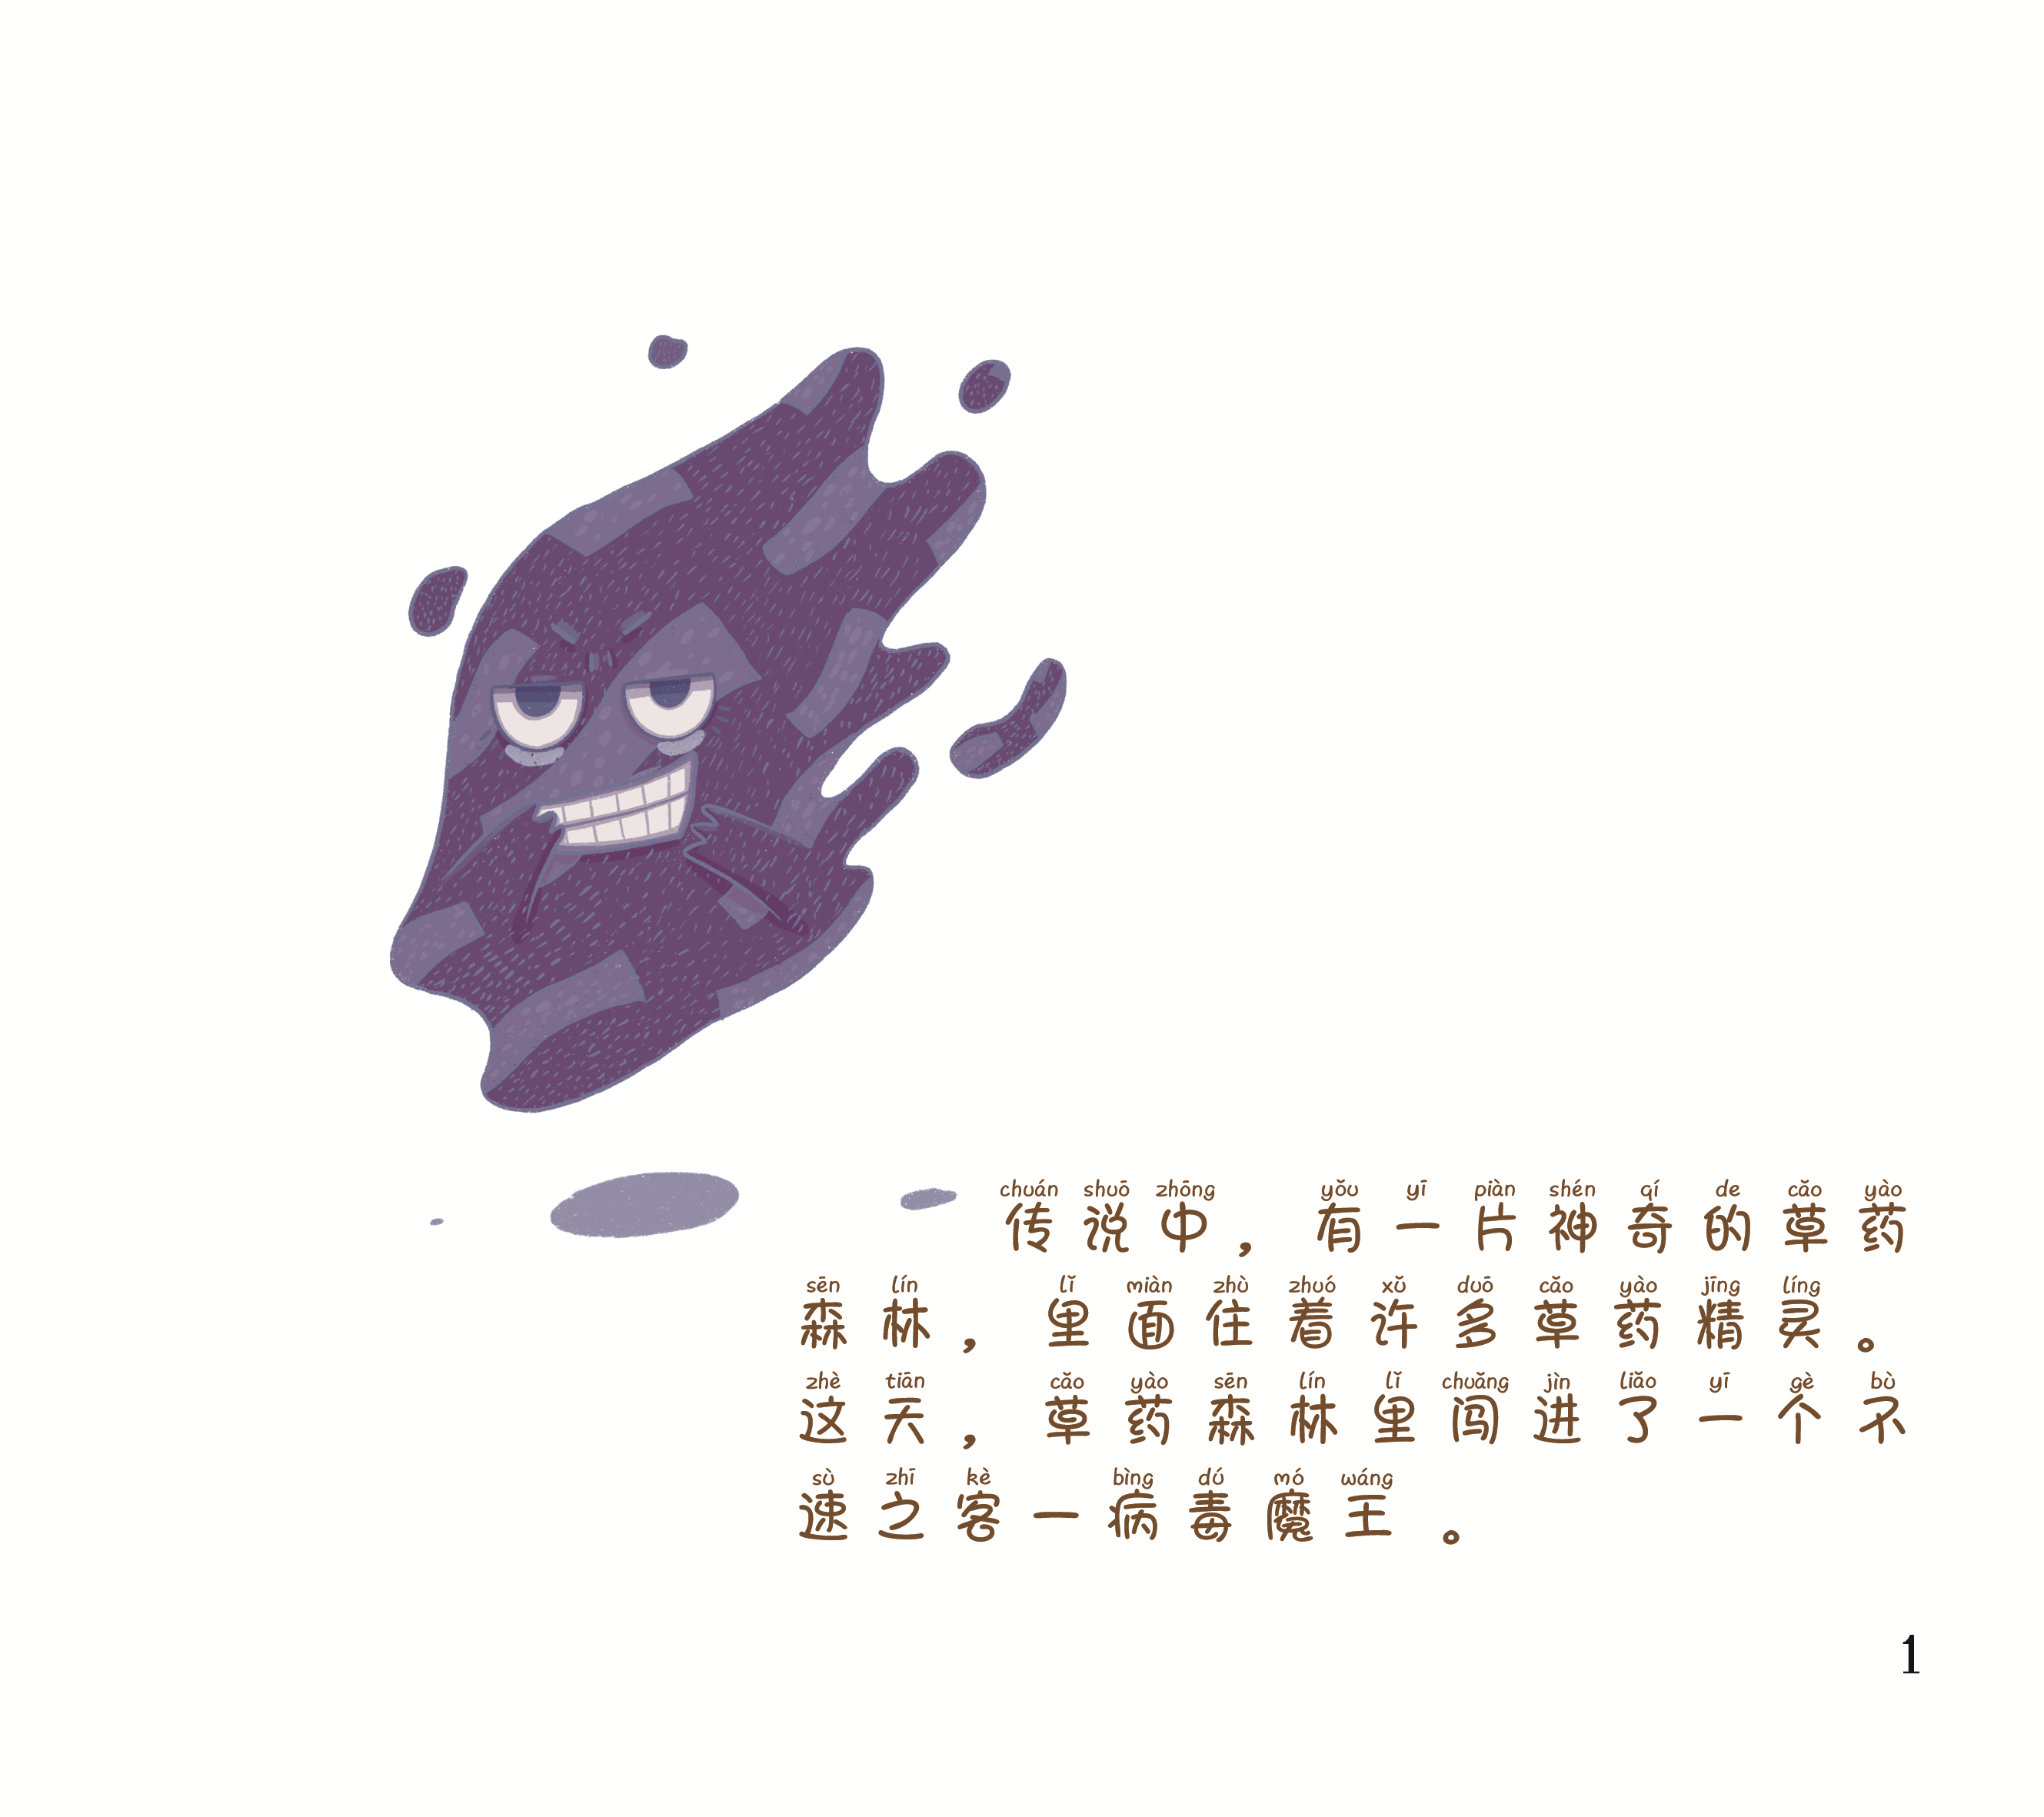 chuán shuō zhōng yǒu yī piàn shén qí de cǎo yào
传说中，有一片神奇的草药
sēn lín lǐ miàn zhù zhuó xǔ duō cǎo yào jīng líng
森林，里面住着许多草药精灵。
zhè tiān cǎo yào sēn lín lǐ chuǎng jìn liǎo yī gè bù
这天，草药森林里闯进了一个不
sù zhī kè bìng dú mó wáng
速之客一病毒魔王。
1